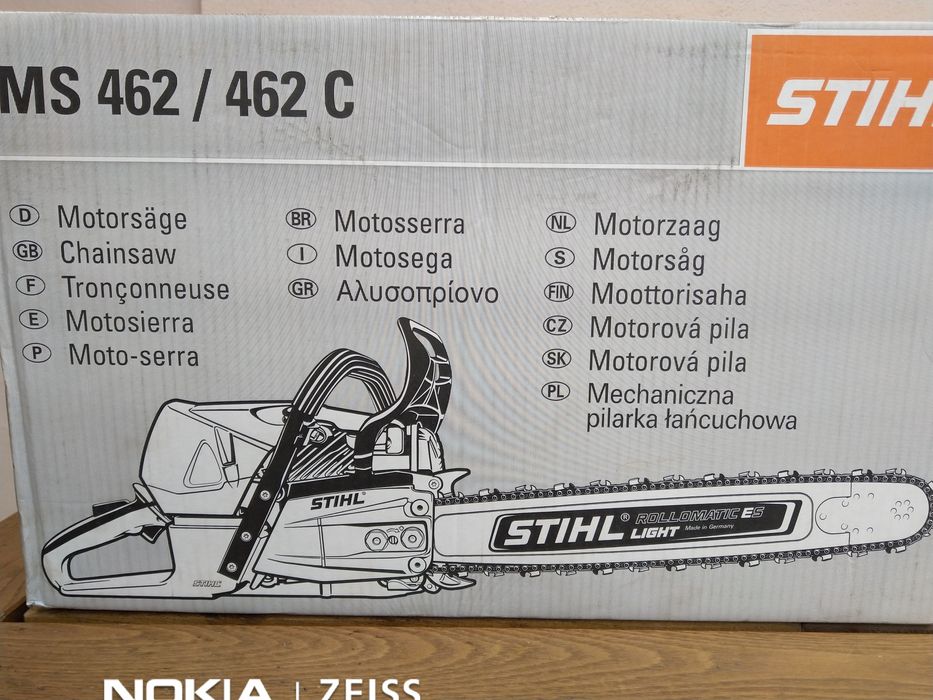 MS 462 / 462 C
STIHL
D Motorsäge
GB Chainsaw
F Tronçonneuse
E Motosierra
P Moto-serra
BR Motosserra
I Motosega
GR Αλυσοπρίονο
NL Motorzaag
S Motorsåg
FIN Moottorisaha
CZ Motorová pila
SK Motorová pila
PL Mechaniczna
pilarka łańcuchowa
STIHL®
STIHL® ROLLOMATIC ES
LIGHT Made in Germany
STIHL
NOKIA | ZEISS